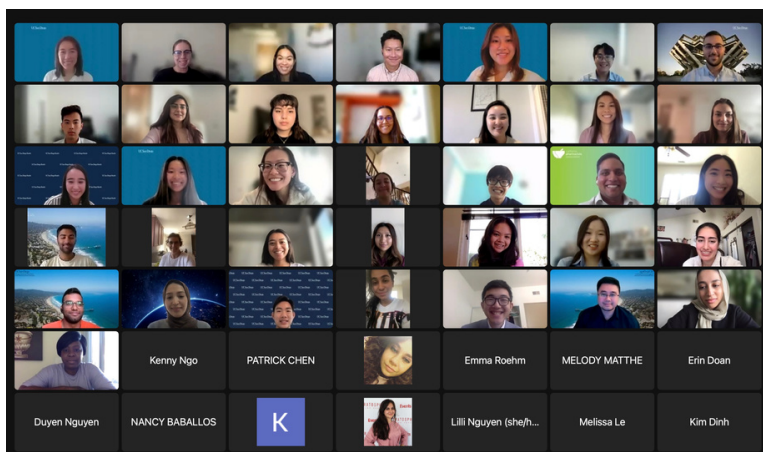 Kenny Ngo
PATRICK CHEN
Emma Roehm
MELODY MATTHE
Erin Doan
Duyen Nguyen
NANCY BABALLOS
K
Lilli Nguyen (she/h...
Melissa Le
Kim Dinh